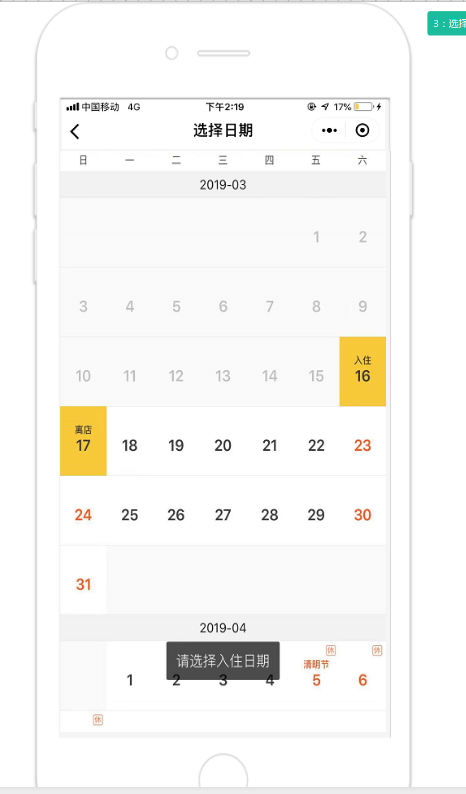 3：选择
中国移动 4G 下午2:19 17%
选择日期
日 一 二 三 四 五 六
2019-03
1 2
3 4 5 6 7 8 9
入住
10 11 12 13 14 15 16
离店
17 18 19 20 21 22 23
24 25 26 27 28 29 30
31
2019-04
休 休
清明节
1 2 3 4 5 6
请选择入住日期
休